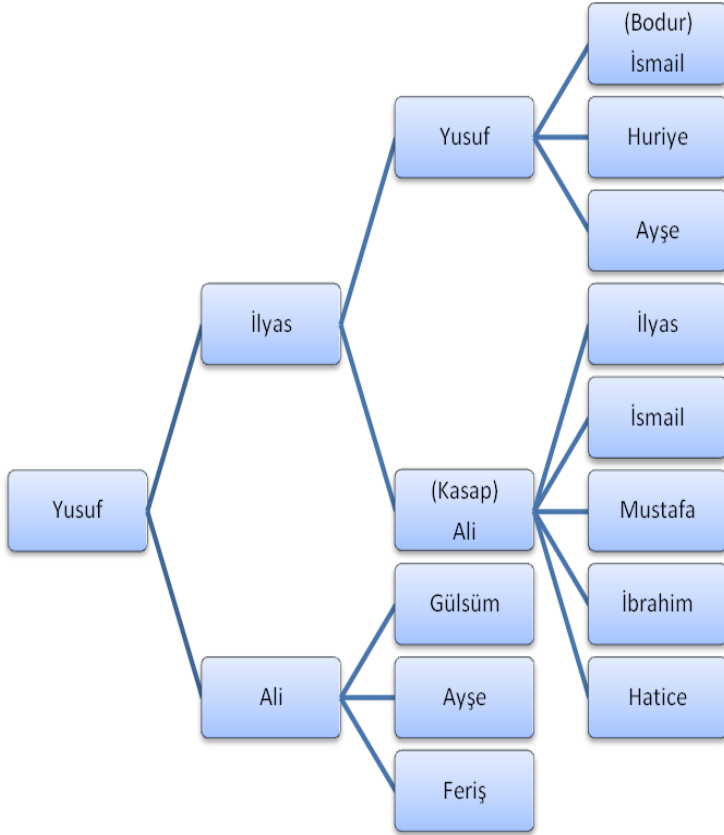 (Bodur)
İsmail
Yusuf
Huriye
Ayşe
İlyas
İlyas
İsmail
Yusuf
(Kasap)
Ali
Mustafa
Gülsüm
İbrahim
Ali
Ayşe
Hatice
Feriş